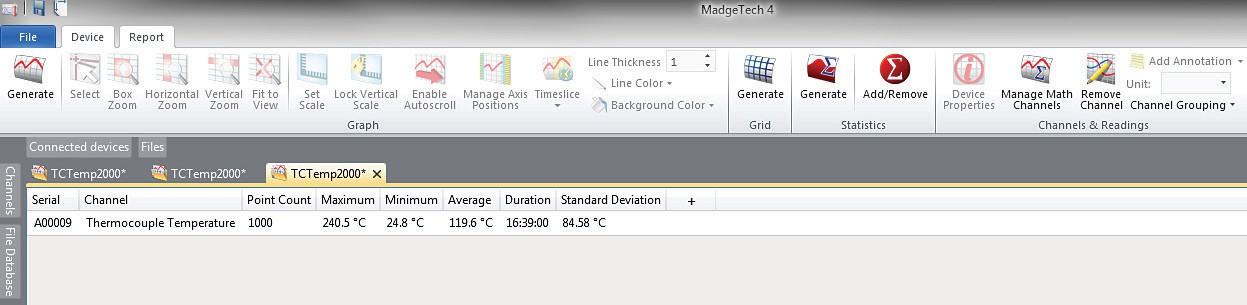 MadgeTech 4
File Device Report
Generate Select Box Zoom Horizontal Zoom Vertical Zoom Fit to View Set Scale Lock Vertical Scale Enable Autoscroll Manage Axis Positions Timeslice
Line Thickness 1
Line Color
Background Color
Graph
Generate
Grid
Generate Add/Remove
Statistics
Device Properties Manage Math Channels Remove Channel
Add Annotation
Unit:
Channel Grouping
Channels & Readings
Connected devices Files
TCTemp2000* TCTemp2000* TCTemp2000*
Channels
File Database
Serial Channel Point Count Maximum Minimum Average Duration Standard Deviation +
A00009 Thermocouple Temperature 1000 240.5 °C 24.8 °C 119.6 °C 16:39:00 84.58 °C